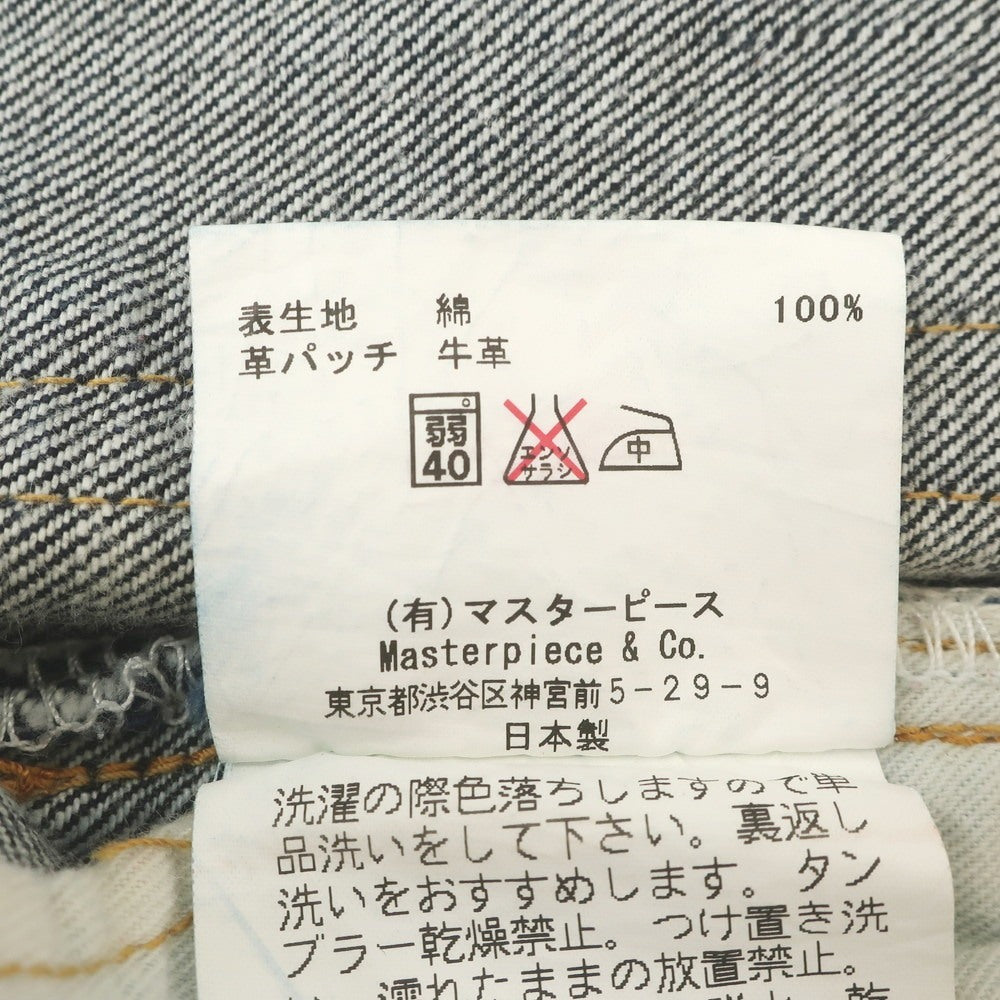 表生地 綿 100%
革パッチ 牛革
弱
40
エンソ
サラシ
中
(有)マスターピース
Masterpiece & Co.
東京都渋谷区神宮前5-29-9
日本製
洗濯の際色落ちしますので単
品洗いをして下さい。裏返し
洗いをおすすめします。タン
ブラー乾燥禁止。つけ置き洗
濡れたままの放置禁止。
乾